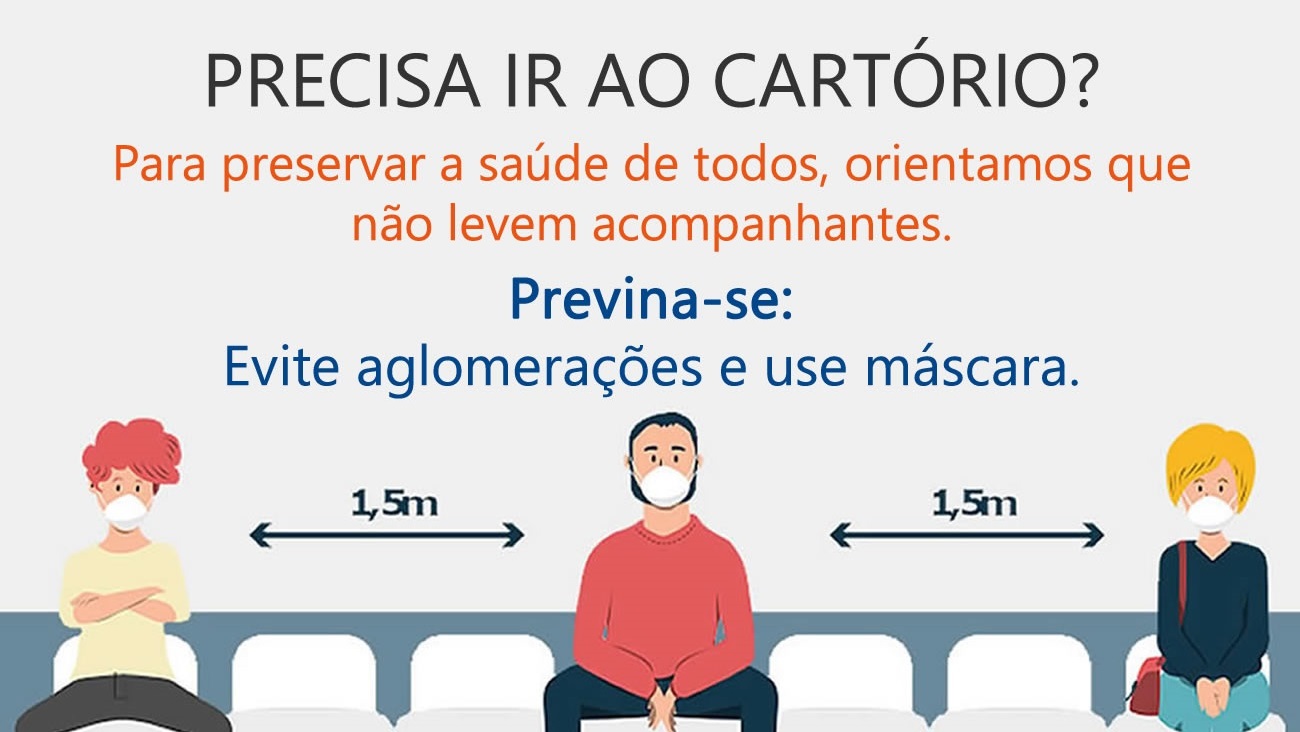 PRECISA IR AO CARTÓRIO?
Para preservar a saúde de todos, orientamos que
não levem acompanhantes.
Previna-se:
Evite aglomerações e use máscara.
1,5m
1,5m